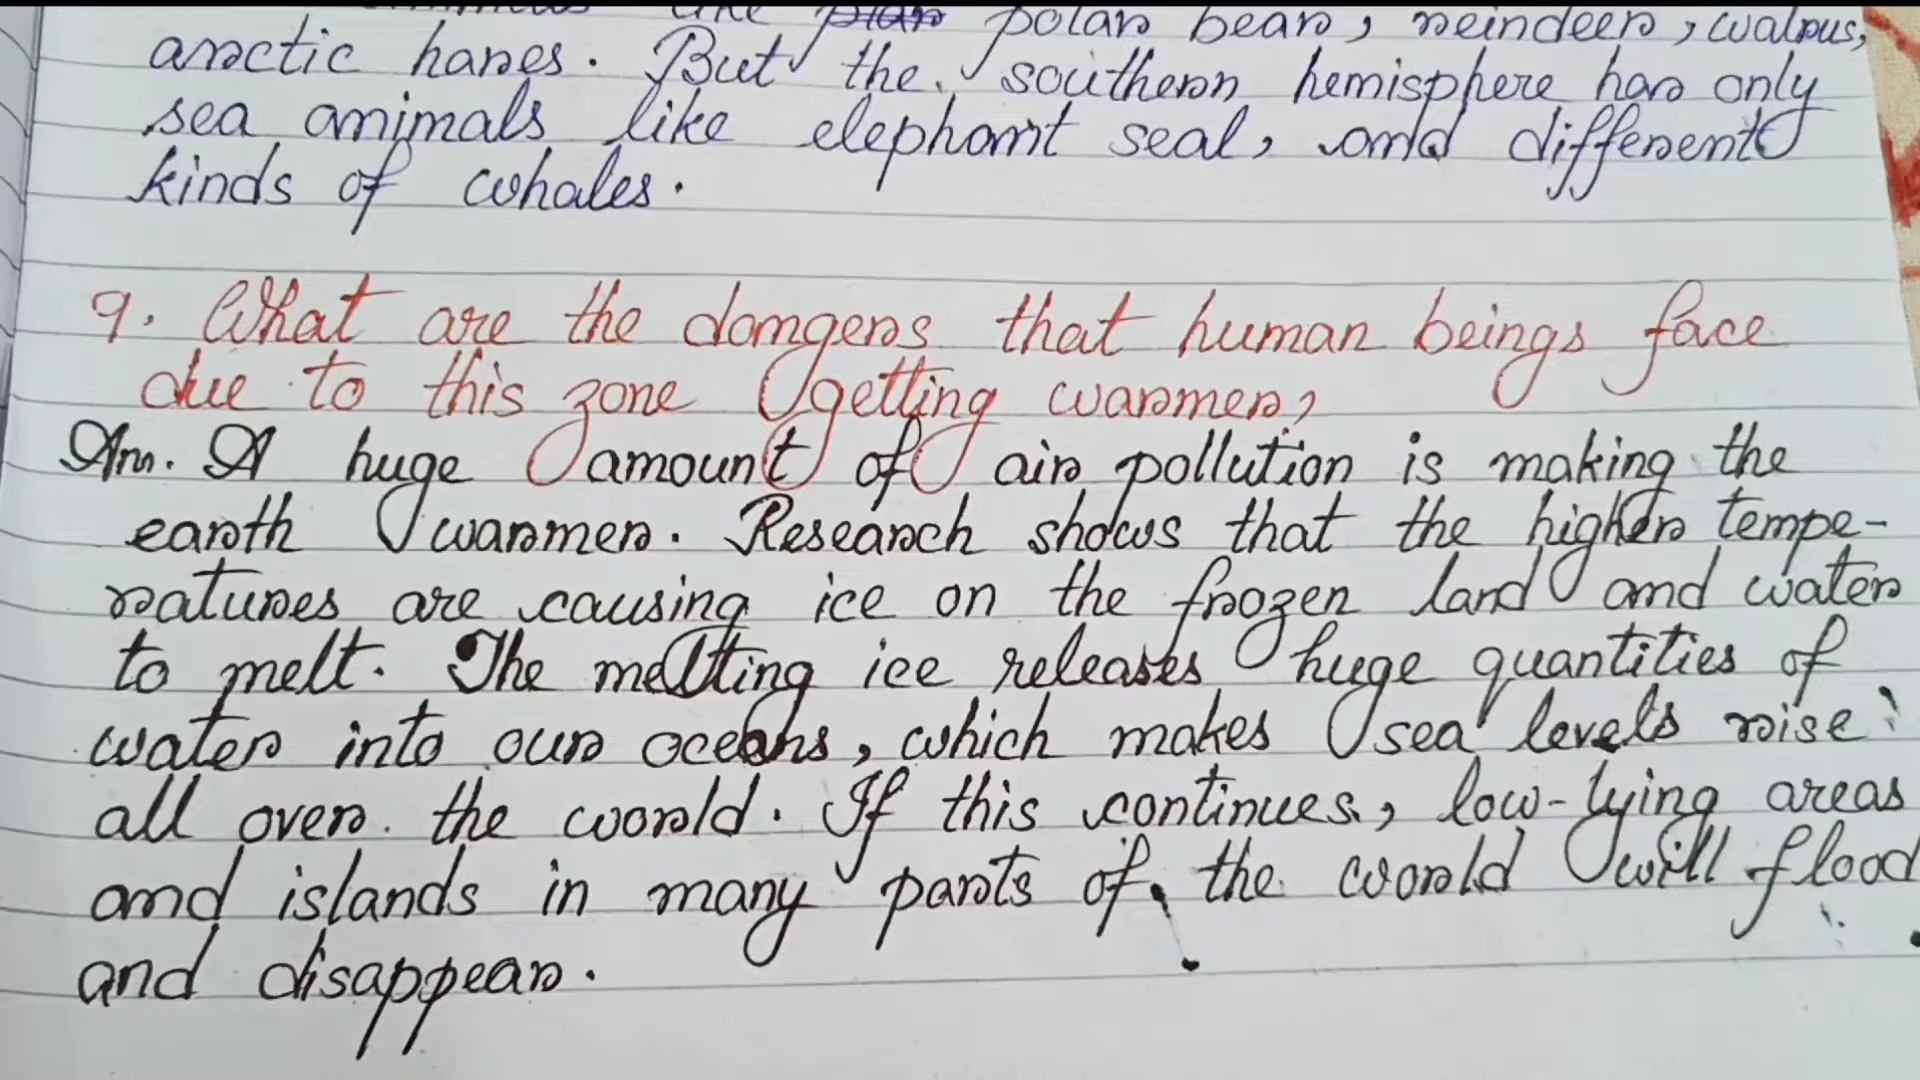 like polar bear, reindeer, walrus,
arctic hares. But the southern hemisphere has only
sea animals like elephant seal, and different
kinds of whales.
9. What are the dangers that human beings face
due to this zone getting warmer?
Ans. A huge amount of air pollution is making the
earth warmer. Research shows that the higher tempe-
ratures are causing ice on the frozen land and water
to melt. The melting ice releases huge quantities of
water into our oceans, which makes sea levels rise
all over the world. If this continues, low-lying areas
and islands in many parts of the world will flood
and disappear.